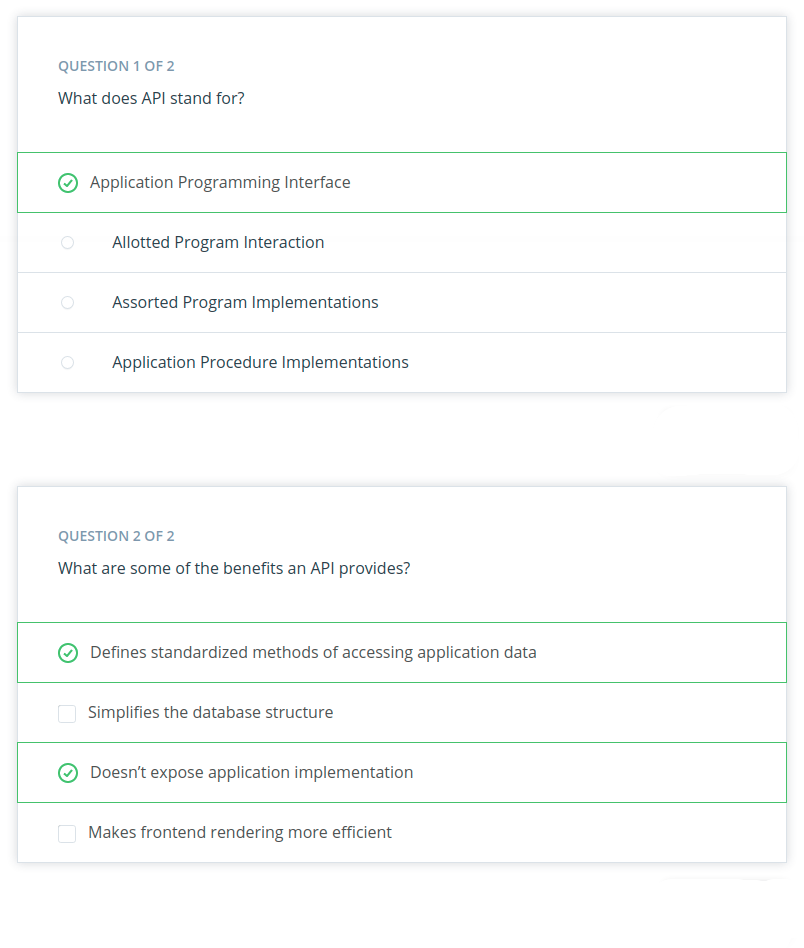 QUESTION 1 OF 2
What does API stand for?
Application Programming Interface
Allotted Program Interaction
Assorted Program Implementations
Application Procedure Implementations
QUESTION 2 OF 2
What are some of the benefits an API provides?
Defines standardized methods of accessing application data
Simplifies the database structure
Doesn’t expose application implementation
Makes frontend rendering more efficient